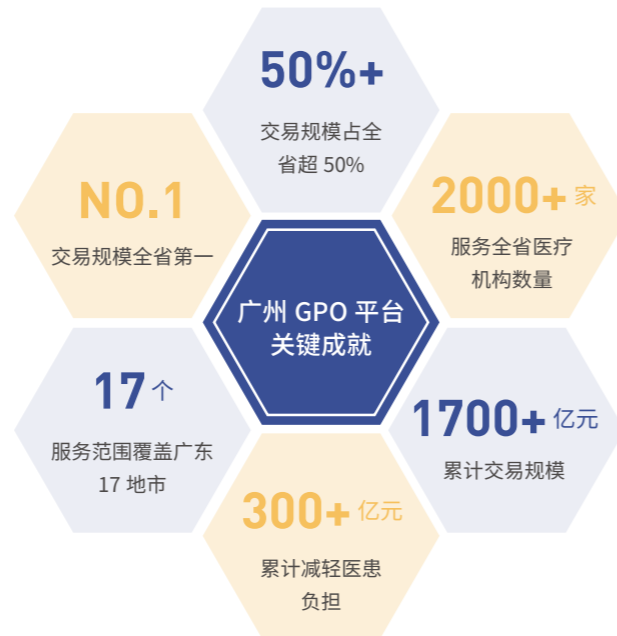 50%+
交易规模占全
省超 50%
NO.1
交易规模全省第一
2000+ 家
服务全省医疗
机构数量
广州 GPO 平台
关键成就
17 个
服务范围覆盖广东
17 地市
1700+ 亿元
累计交易规模
300+ 亿元
累计减轻医患
负担